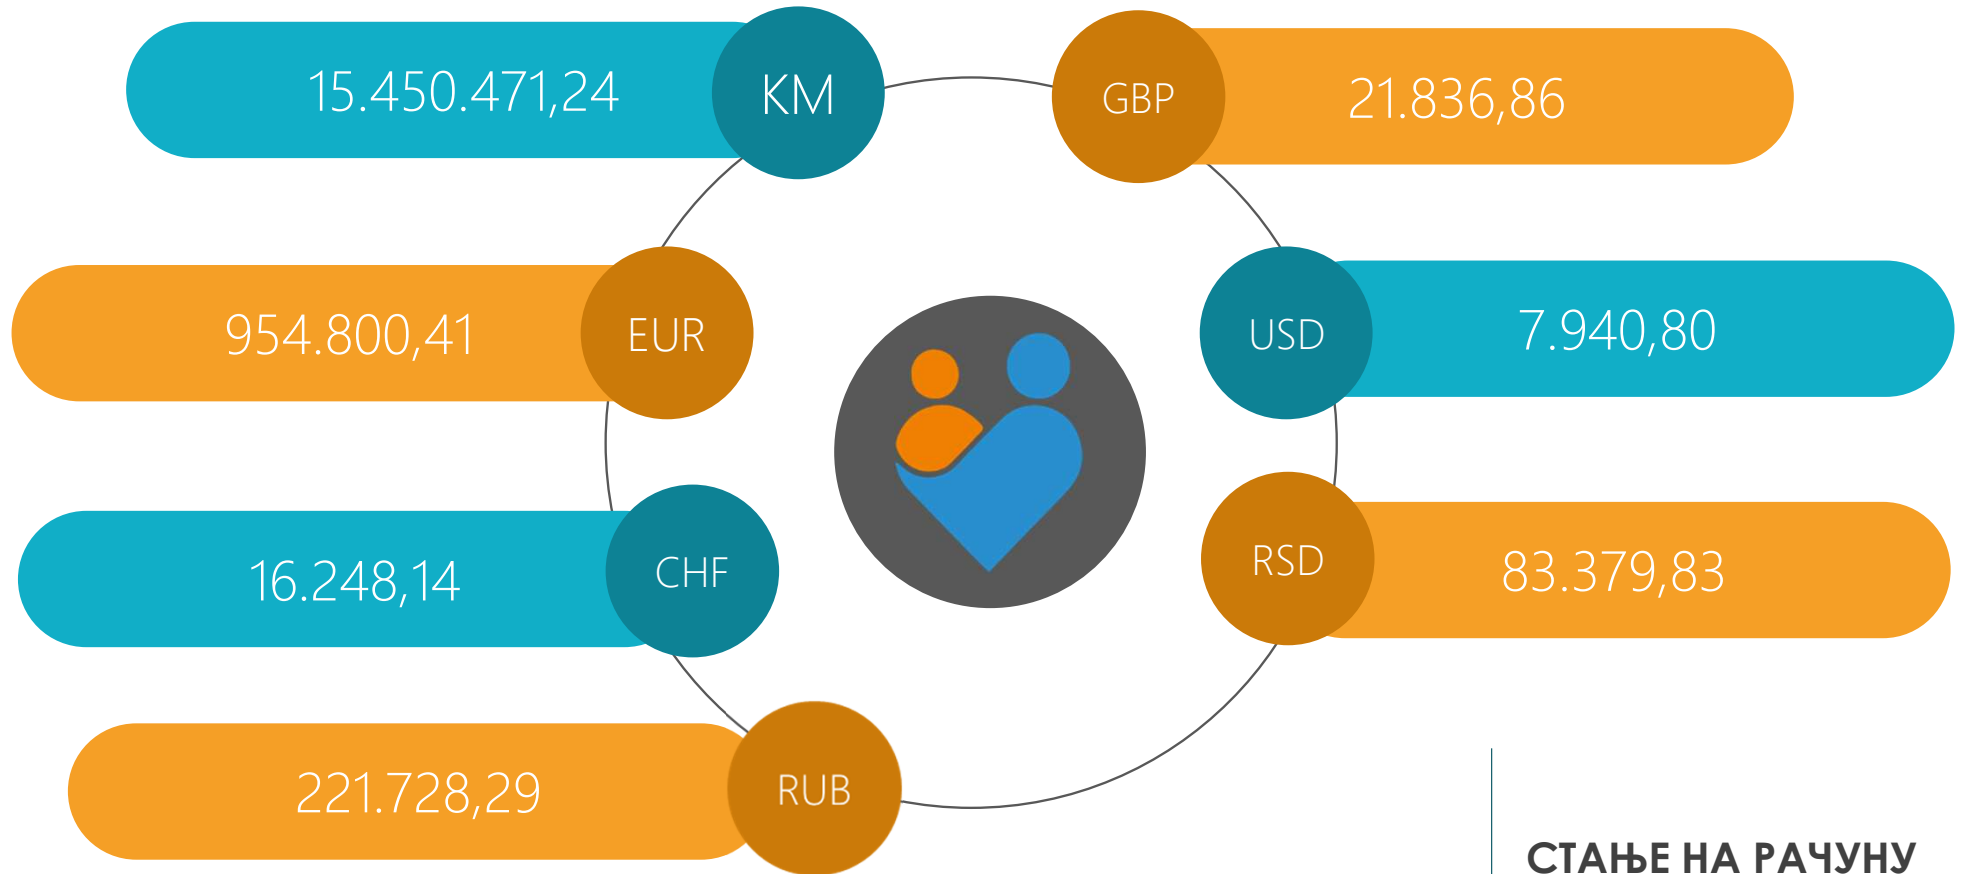 15.450.471,24
KM
GBP
21.836,86
954.800,41
EUR
USD
7.940,80
16.248,14
CHF
RSD
83.379,83
221.728,29
RUB
СТАЊЕ НА РАЧУНУ